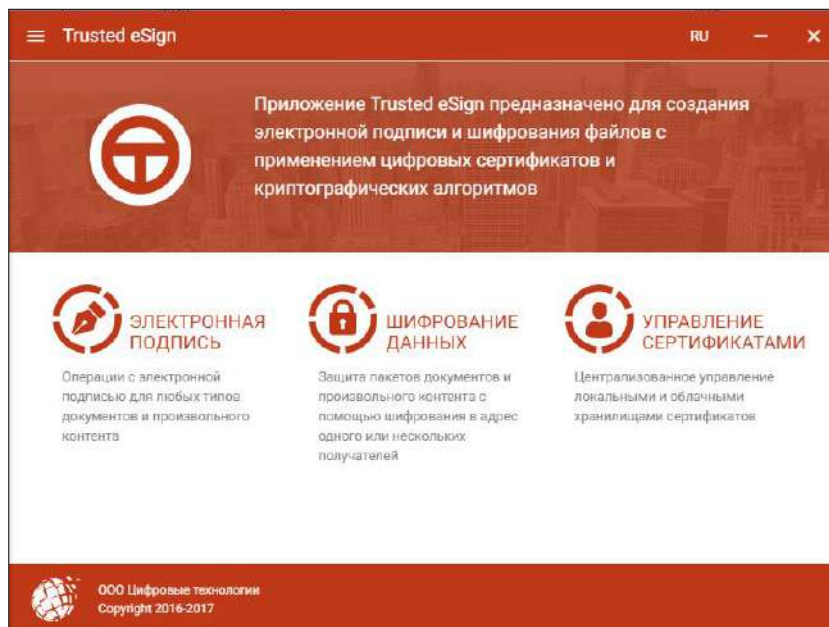 Trusted eSign
RU
Приложение Trusted eSign предназначено для создания
электронной подписи и шифрования файлов с
применением цифровых сертификатов и
криптографических алгоритмов
ЭЛЕКТРОННАЯ
ПОДПИСЬ
Операции с электронной
подписью для любых типов
документов и произвольного
контента
ШИФРОВАНИЕ
ДАННЫХ
Защита пакетов документов и
произвольного контента с
помощью шифрования в адрес
одного или нескольких
получателей
УПРАВЛЕНИЕ
СЕРТИФИКАТАМИ
Централизованное управление
локальными и облачными
хранилищами сертификатов
ООО Цифровые технологии
Copyright 2016-2017